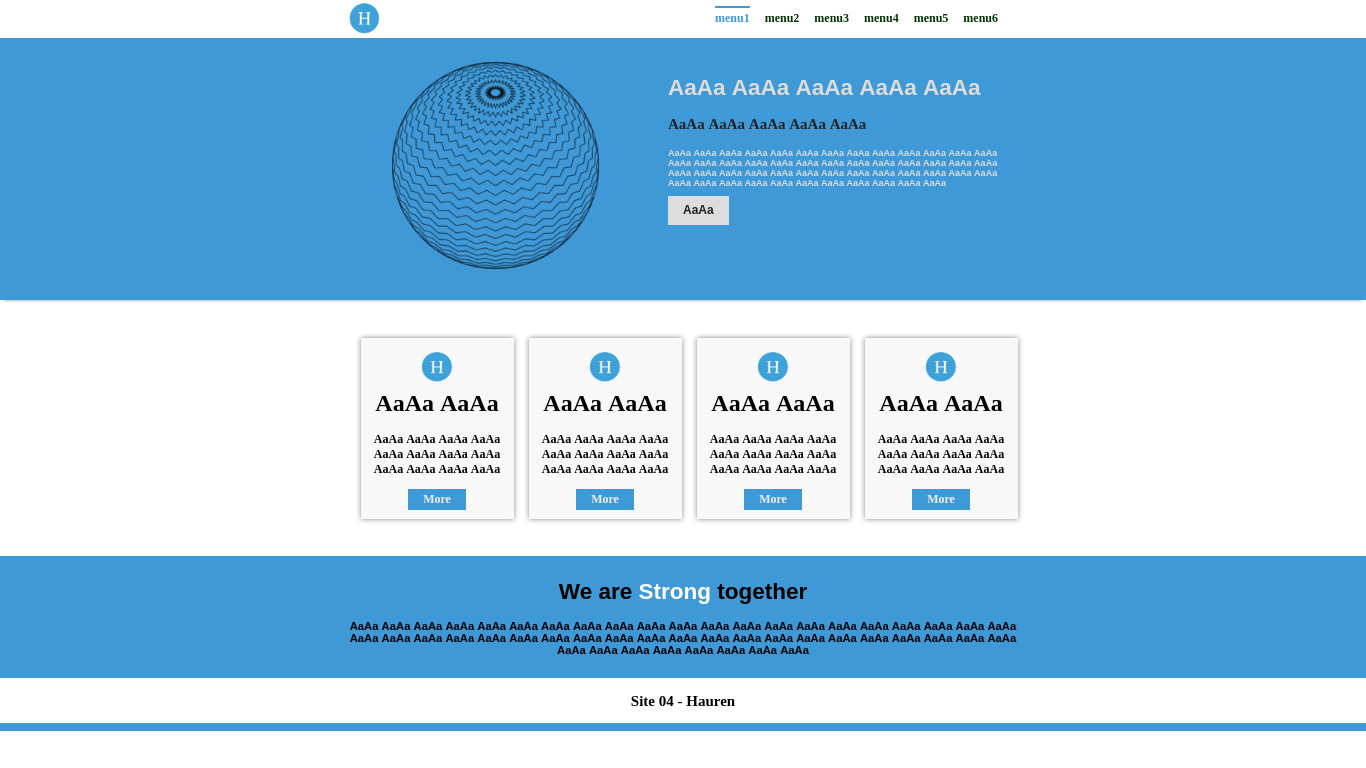 H
menu1 menu2 menu3 menu4 menu5 menu6
AaAa AaAa AaAa AaAa AaAa
AaAa AaAa AaAa AaAa AaAa
AaAa AaAa AaAa AaAa AaAa AaAa AaAa AaAa AaAa AaAa AaAa AaAa AaAa
AaAa AaAa AaAa AaAa AaAa AaAa AaAa AaAa AaAa AaAa AaAa AaAa AaAa
AaAa AaAa AaAa AaAa AaAa AaAa AaAa AaAa AaAa AaAa AaAa AaAa AaAa
AaAa AaAa AaAa AaAa AaAa AaAa AaAa AaAa AaAa AaAa AaAa
AaAa
H
AaAa AaAa
AaAa AaAa AaAa AaAa
AaAa AaAa AaAa AaAa
AaAa AaAa AaAa AaAa
More
H
AaAa AaAa
AaAa AaAa AaAa AaAa
AaAa AaAa AaAa AaAa
AaAa AaAa AaAa AaAa
More
H
AaAa AaAa
AaAa AaAa AaAa AaAa
AaAa AaAa AaAa AaAa
AaAa AaAa AaAa AaAa
More
H
AaAa AaAa
AaAa AaAa AaAa AaAa
AaAa AaAa AaAa AaAa
AaAa AaAa AaAa AaAa
More
We are Strong together
AaAa AaAa AaAa AaAa AaAa AaAa AaAa AaAa AaAa AaAa AaAa AaAa AaAa AaAa AaAa AaAa AaAa AaAa AaAa AaAa AaAa
AaAa AaAa AaAa AaAa AaAa AaAa AaAa AaAa AaAa AaAa AaAa AaAa AaAa AaAa AaAa AaAa AaAa AaAa AaAa AaAa AaAa
AaAa AaAa AaAa AaAa AaAa AaAa AaAa AaAa
Site 04 - Hauren